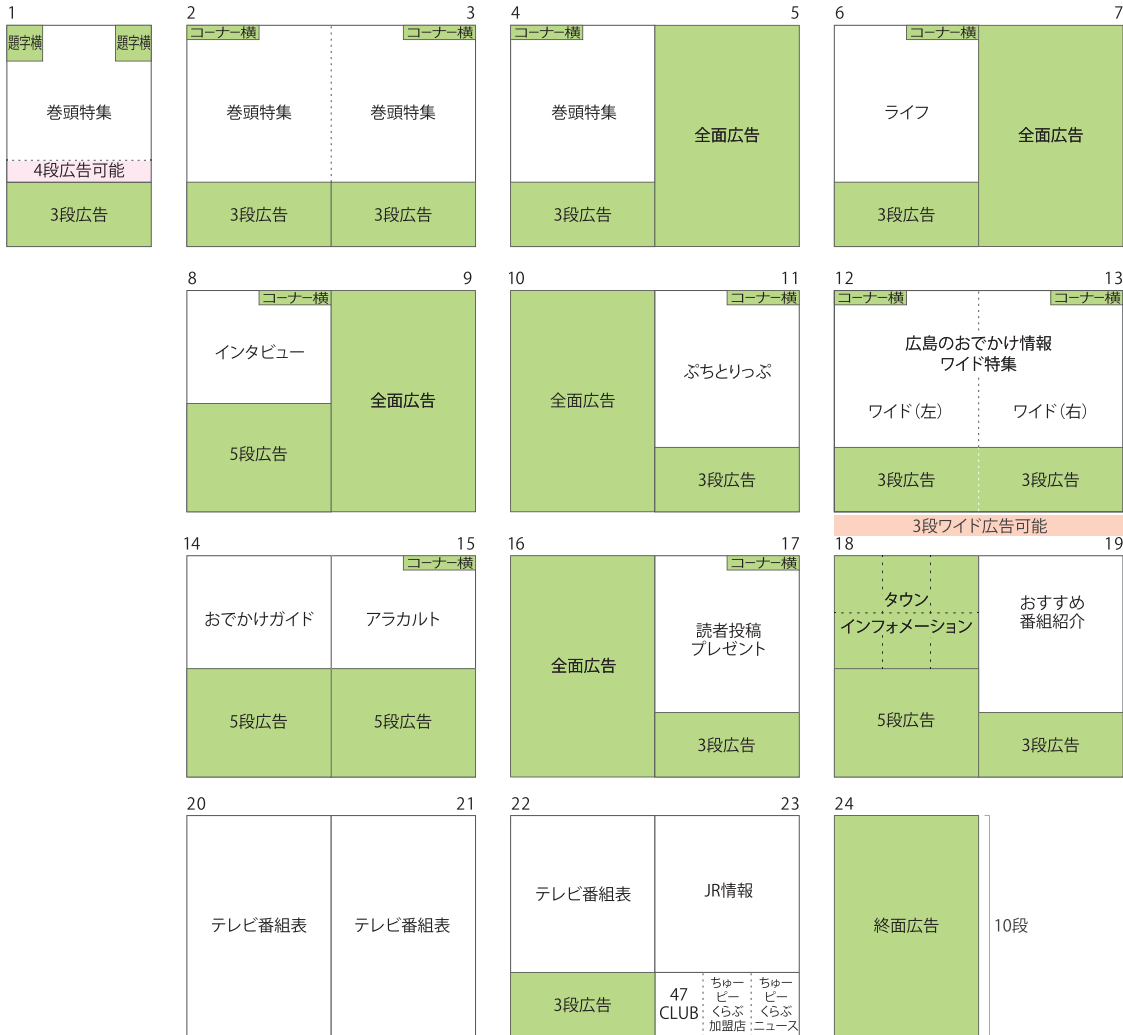 1
題字横
題字横
巻頭特集
4段広告可能
3段広告
2
3
コーナー横
コーナー横
巻頭特集
巻頭特集
3段広告
3段広告
4
5
コーナー横
巻頭特集
3段広告
全面広告
6
7
コーナー横
ライフ
3段広告
全面広告
8
9
コーナー横
インタビュー
5段広告
全面広告
10
11
全面広告
コーナー横
ぷちとりっぷ
3段広告
12
13
コーナー横
コーナー横
広島のおでかけ情報
ワイド特集
ワイド（左）
ワイド（右）
3段広告
3段広告
3段ワイド広告可能
14
15
おでかけガイド
コーナー横
アラカルト
5段広告
5段広告
16
17
全面広告
コーナー横
読者投稿
プレゼント
3段広告
18
19
タウン
インフォメーション
5段広告
おすすめ
番組紹介
3段広告
20
21
テレビ番組表
テレビ番組表
22
23
テレビ番組表
3段広告
JR情報
47
CLUB
ちゅー
ピー
くらぶ
加盟店
ちゅー
ピー
くらぶ
ニュース
24
終面広告
10段